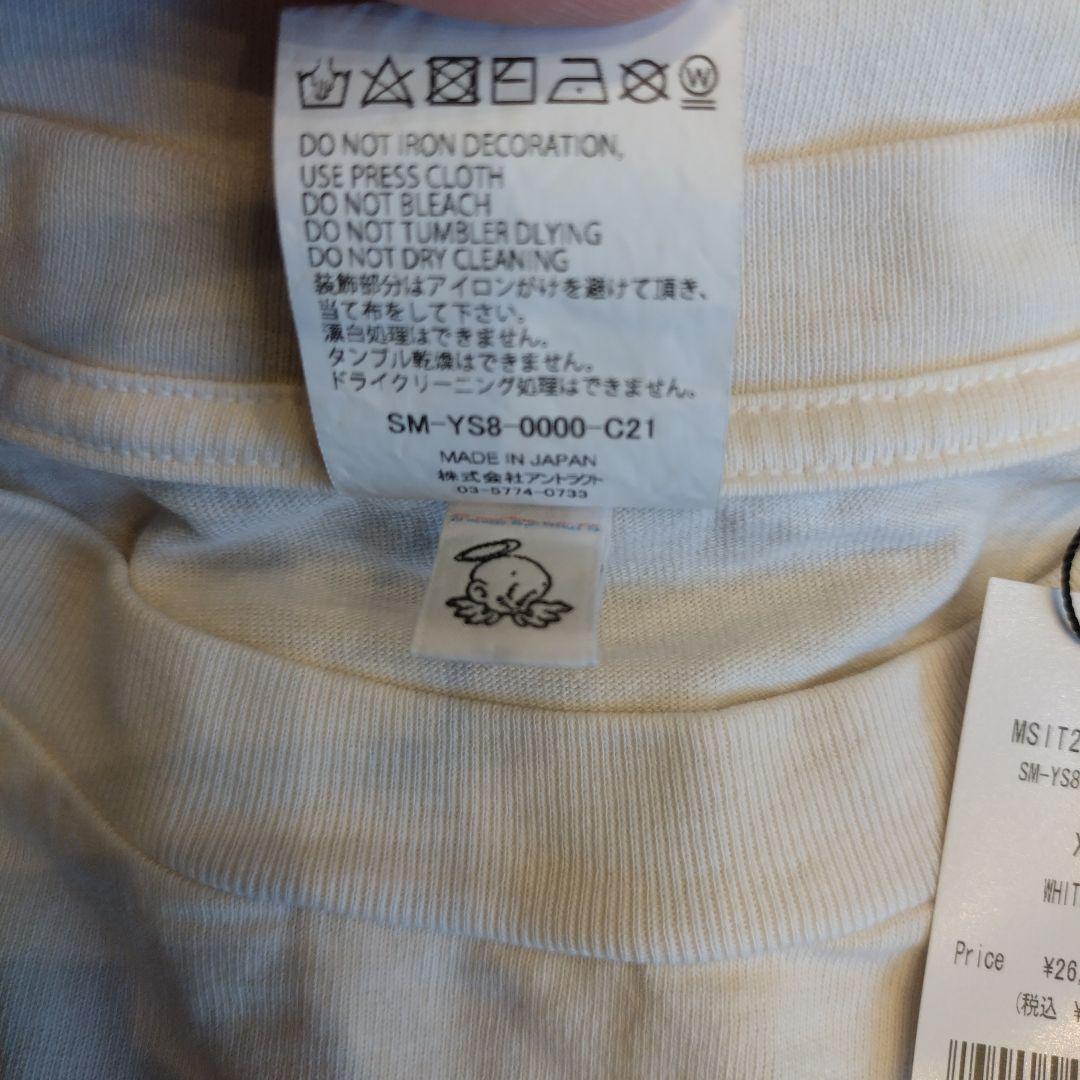 W
DO NOT IRON DECORATION,
USE PRESS CLOTH
DO NOT BLEACH
DO NOT TUMBLER DLYING
DO NOT DRY CLEANING
装飾部分はアイロンがけを避けて頂き、
当て布をして下さい。
漂白処理はできません。
タンブル乾燥はできません。
ドライクリーニング処理はできません。
SM-YS8-0000-C21
MADE IN JAPAN
株式会社アントラクト
03-5774-0733
MSIT2
SM-YS8
WHIT
Price ¥26,
(税込 ¥